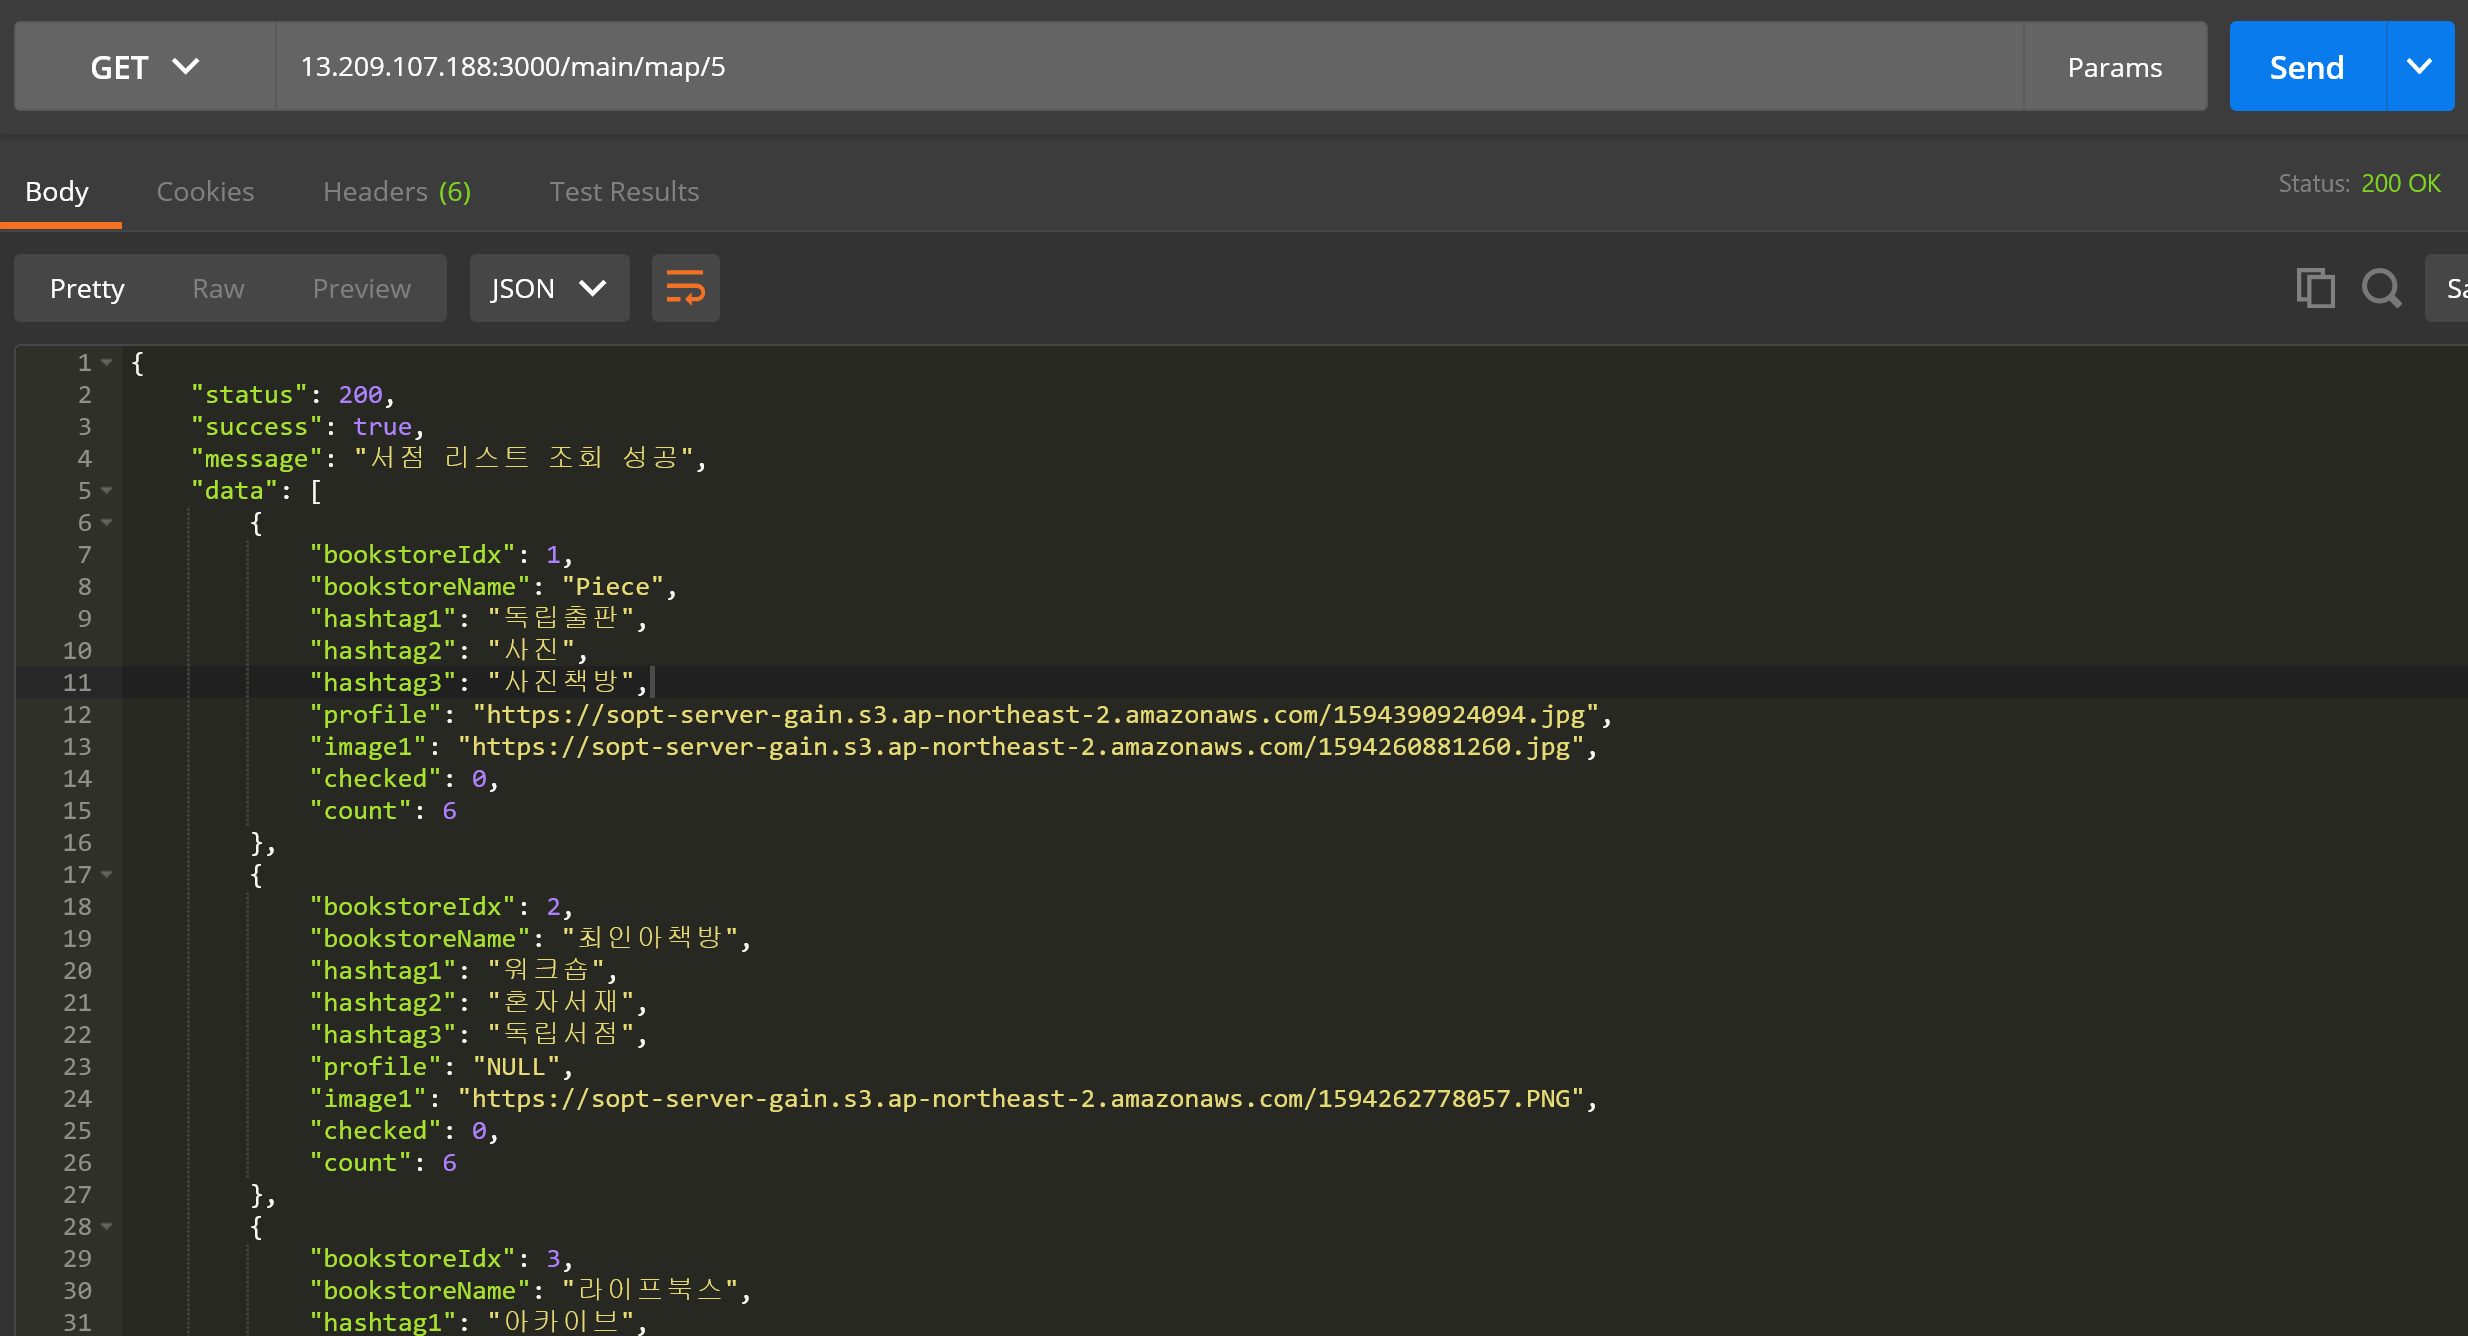 GET 13.209.107.188:3000/main/map/5 Params Send
Body Cookies Headers (6) Test Results Status: 200 OK
Pretty Raw Preview JSON Sa
1 {
2 "status": 200,
3 "success": true,
4 "message": "서점 리스트 조회 성공",
5 "data": [
6 {
7 "bookstoreIdx": 1,
8 "bookstoreName": "Piece",
9 "hashtag1": "독립출판",
10 "hashtag2": "사진",
11 "hashtag3": "사진책방",
12 "profile": "https://sopt-server-gain.s3.ap-northeast-2.amazonaws.com/1594390924094.jpg",
13 "image1": "https://sopt-server-gain.s3.ap-northeast-2.amazonaws.com/1594260881260.jpg",
14 "checked": 0,
15 "count": 6
16 },
17 {
18 "bookstoreIdx": 2,
19 "bookstoreName": "최인아책방",
20 "hashtag1": "워크숍",
21 "hashtag2": "혼자서재",
22 "hashtag3": "독립서점",
23 "profile": "NULL",
24 "image1": "https://sopt-server-gain.s3.ap-northeast-2.amazonaws.com/1594262778057.PNG",
25 "checked": 0,
26 "count": 6
27 },
28 {
29 "bookstoreIdx": 3,
30 "bookstoreName": "라이프북스",
31 "hashtag1": "아카이브",